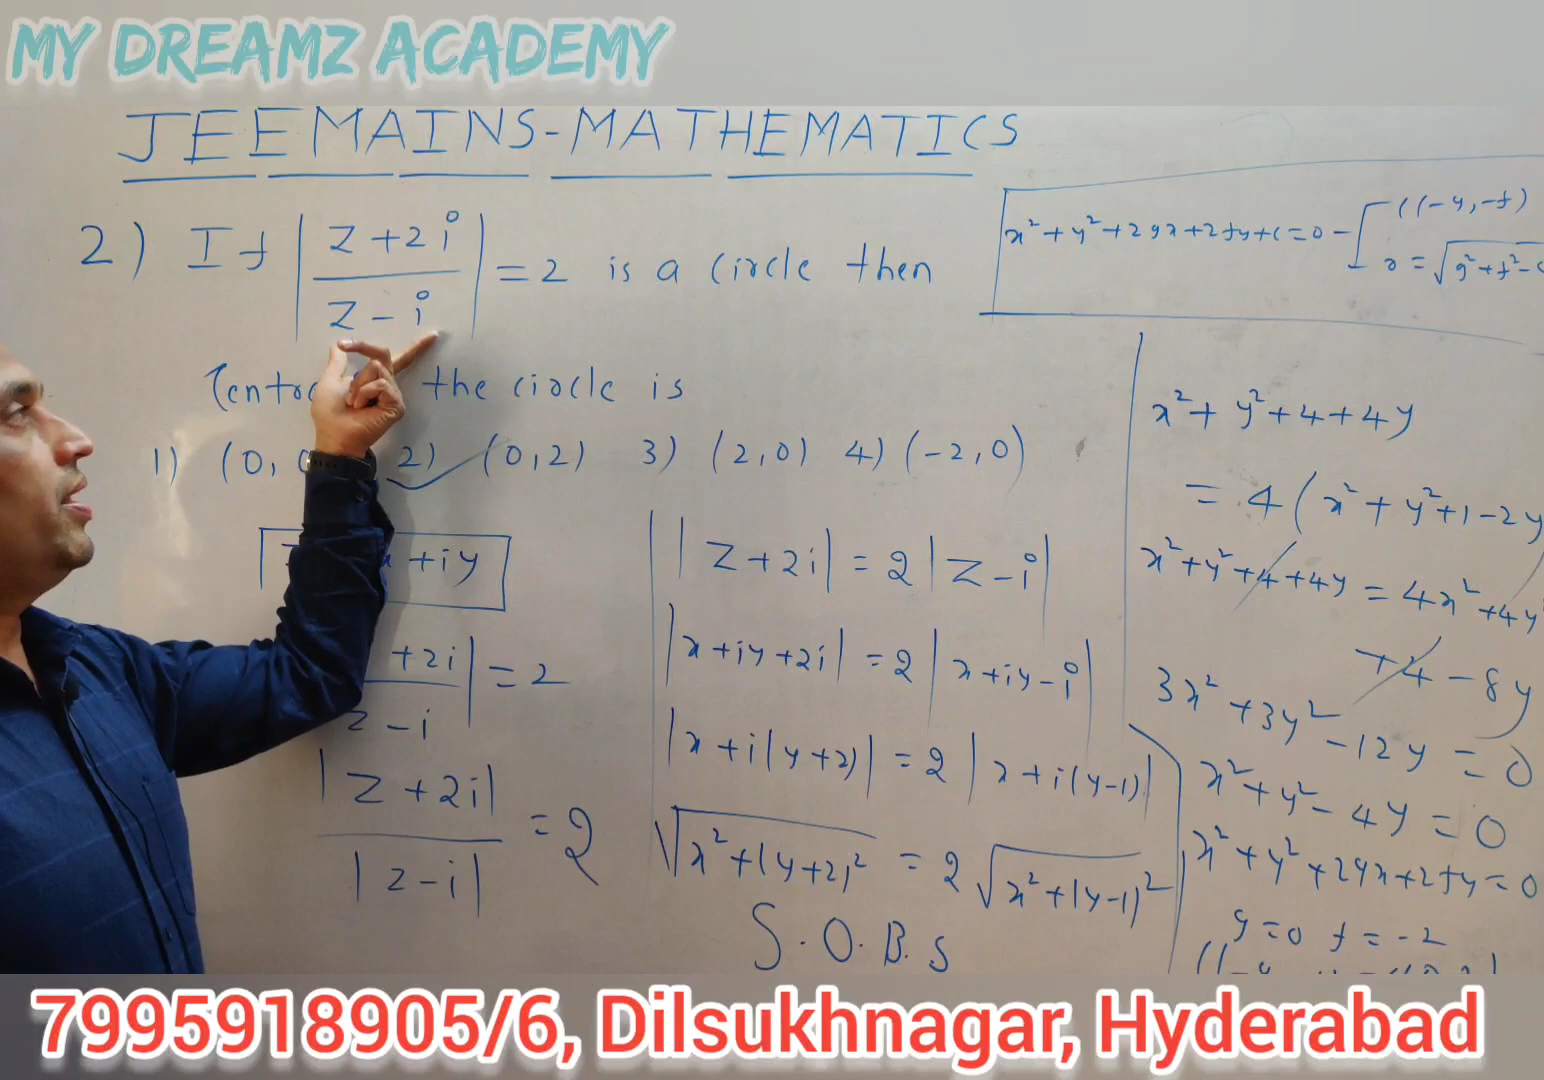 MY DREAMZ ACADEMY
JEEMAINS-MATHEMATICS
2) If |z+2i / z-i| = 2 is a circle then
the circle is
1) (0, 2) (0,2) 3) (2,0) 4) (-2,0)
+iy
+2i| = 2
z-i
|z+2i|
= 2
|z-i|
|z+2i| = 2|z-i|
|x+iy+2i| = 2|x+iy-i|
|x+i(y+2)| = 2|x+i(y-1)|
√x²+(y+2)² = 2√x²+(y-1)²
S.O.B.S
x²+y²+2gx+2fy+c=0
((-g,-f)
r = √g²+f²-c
x²+y²+4+4y
= 4(x²+y²+1-2y
x²+y²+4+4y = 4x²+4y²
+4-8y
3x²+3y²-12y = 0
x²+y²-4y = 0
x²+y²+2gx+2fy=0
g=0 f=-2
7995918905/6, Dilsukhnagar, Hyderabad